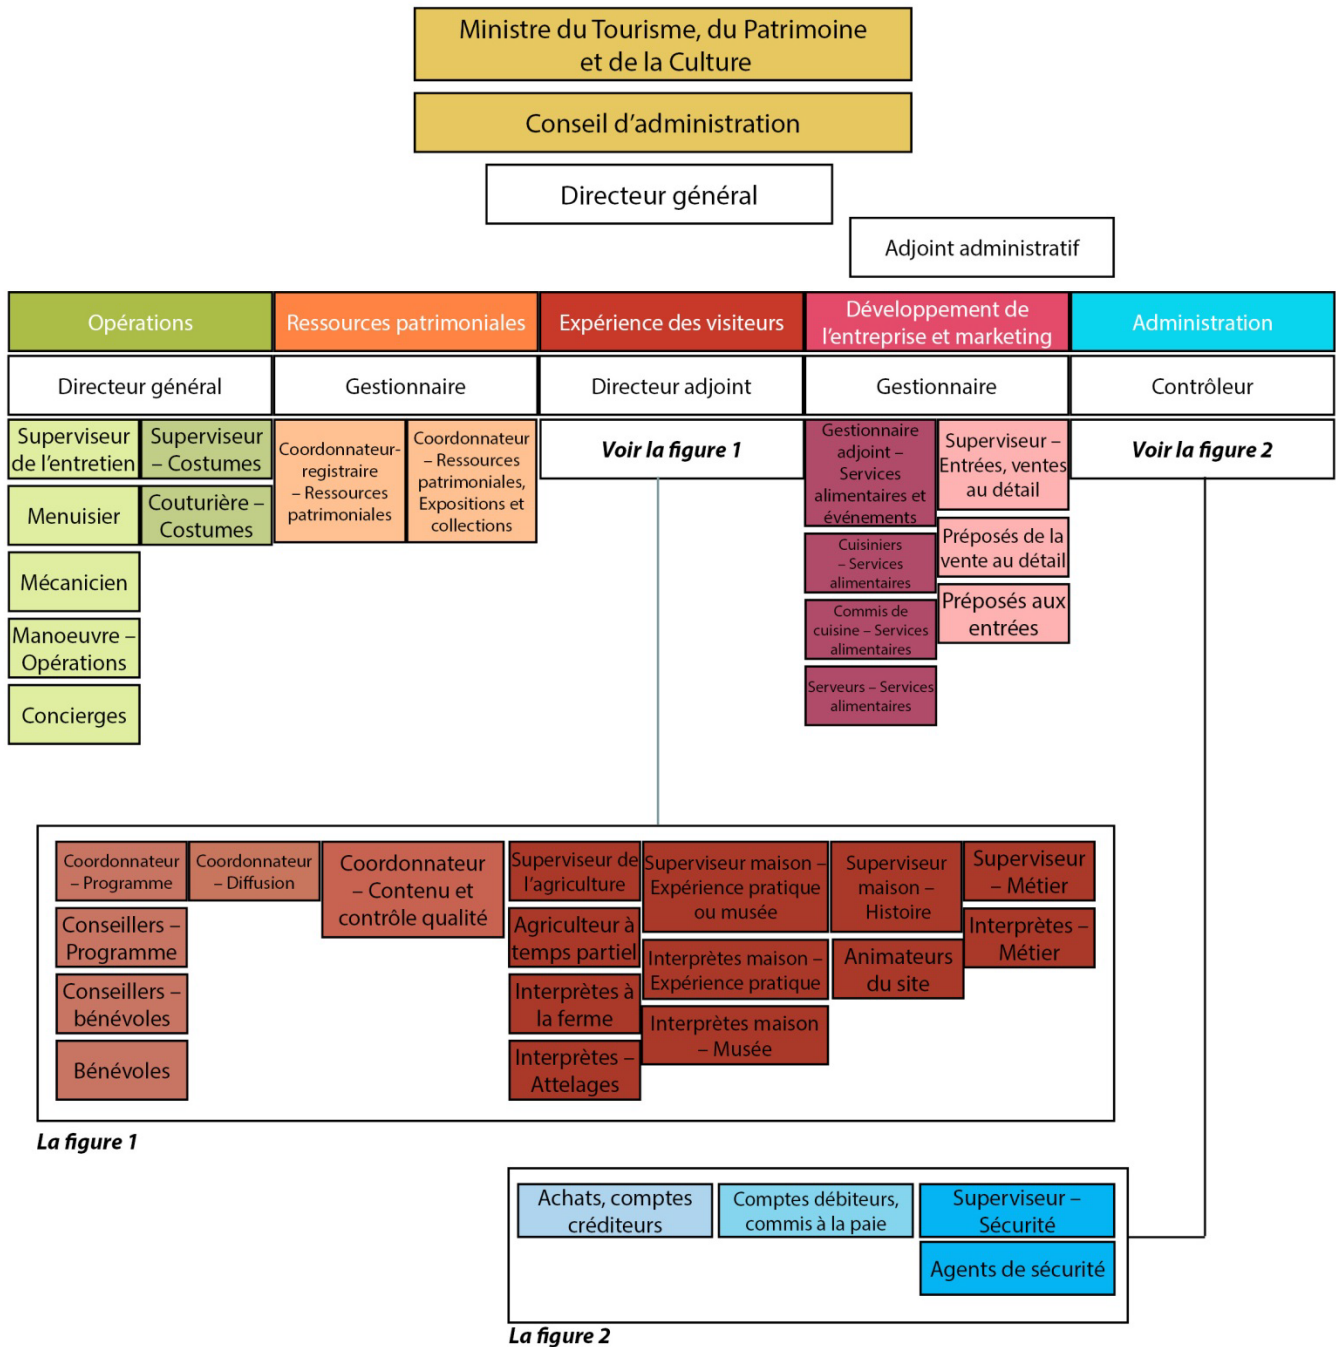 Ministre du Tourisme, du Patrimoine
et de la Culture
Conseil d’administration
Directeur général
Adjoint administratif
Opérations
Ressources patrimoniales
Expérience des visiteurs
Développement de
l’entreprise et marketing
Administration
Directeur général
Gestionnaire
Directeur adjoint
Gestionnaire
Contrôleur
Superviseur
de l’entretien
Menuisier
Mécanicien
Manoeuvre –
Opérations
Concierges
Superviseur
– Costumes
Couturière –
Costumes
Coordonnateur-
registraire
– Ressources
patrimoniales
Coordonnateur
– Ressources
patrimoniales,
Expositions et
collections
Voir la figure 1
Gestionnaire
adjoint –
Services
alimentaires et
événements
Cuisiniers
– Services
alimentaires
Commis de
cuisine – Services
alimentaires
Serveurs – Services
alimentaires
Superviseur –
Entrées, ventes
au détail
Préposés de la
vente au détail
Préposés aux
entrées
Voir la figure 2
Coordonnateur
– Programme
Conseillers –
Programme
Conseillers –
bénévoles
Bénévoles
Coordonnateur
– Diffusion
Coordonnateur
– Contenu et
contrôle qualité
Superviseur de
l’agriculture
Agriculteur à
temps partiel
Interprètes à
la ferme
Interprètes –
Attelages
Superviseur maison –
Expérience pratique
ou musée
Interprètes maison –
Expérience pratique
Interprètes maison
– Musée
Superviseur
maison –
Histoire
Animateurs
du site
Superviseur
– Métier
Interprètes –
Métier
La figure 1
Achats, comptes
créditeurs
Comptes débiteurs,
commis à la paie
Superviseur –
Sécurité
Agents de sécurité
La figure 2